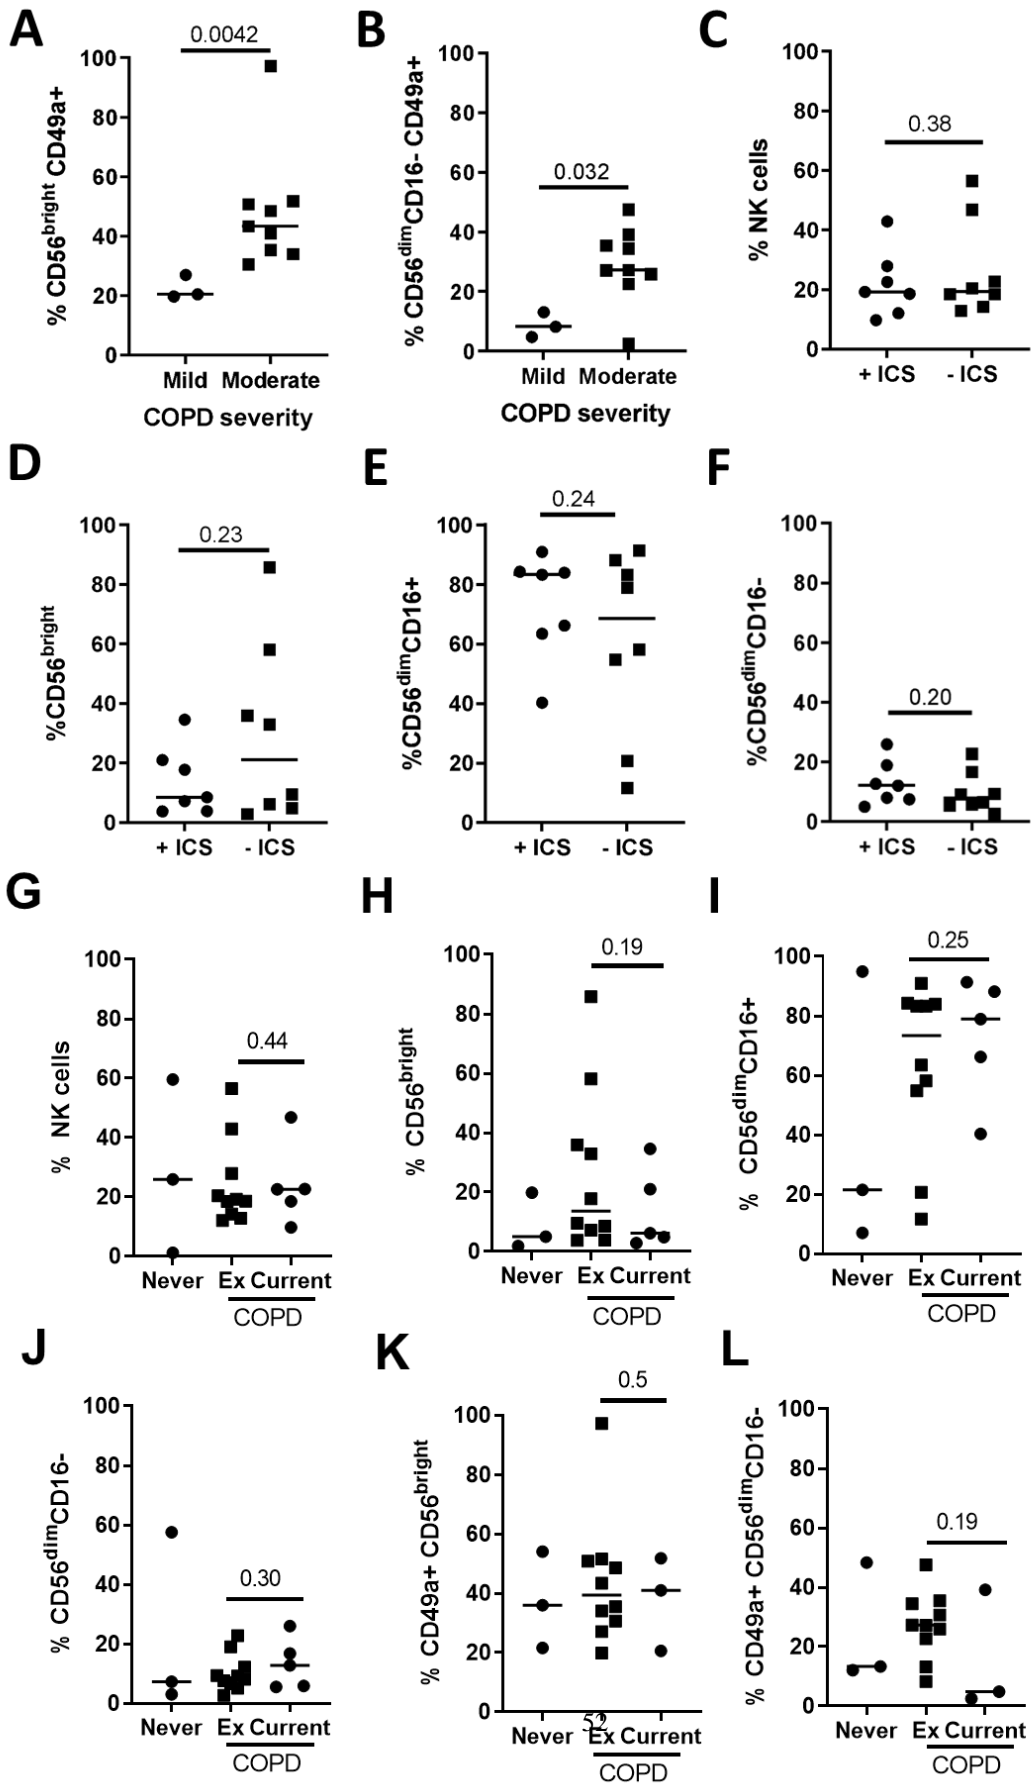 A
0.0042
100
80
60
40
20
0
% CD56bright CD49a+
Mild Moderate
COPD severity
B
0.032
100
80
60
40
20
0
% CD56dimCD16- CD49a+
Mild Moderate
COPD severity
C
0.38
100
80
60
40
20
0
% NK cells
+ ICS - ICS
D
0.23
100
80
60
40
20
0
%CD56bright
+ ICS - ICS
E
0.24
100
80
60
40
20
0
%CD56dimCD16+
+ ICS - ICS
F
0.20
100
80
60
40
20
0
%CD56dimCD16-
+ ICS - ICS
G
0.44
100
80
60
40
20
0
% NK cells
Never Ex Current
COPD
H
0.19
100
80
60
40
20
0
% CD56bright
Never Ex Current
COPD
I
0.25
100
80
60
40
20
0
% CD56dimCD16+
Never Ex Current
COPD
J
0.30
100
80
60
40
20
0
% CD56dimCD16-
Never Ex Current
COPD
K
0.5
100
80
60
40
20
0
% CD49a+ CD56bright
52
Never Ex Current
COPD
L
0.19
100
80
60
40
20
0
% CD49a+ CD56dimCD16-
Never Ex Current
COPD